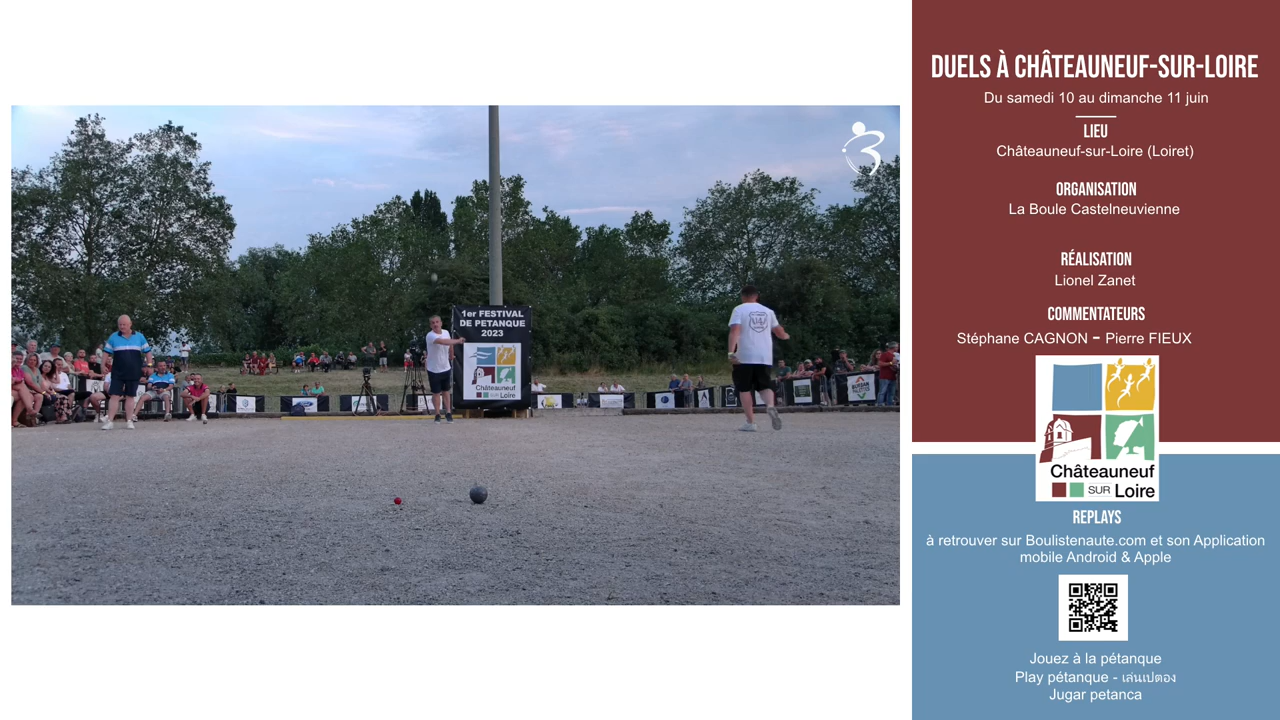 1er FESTIVAL
DE PETANQUE
2023
Châteauneuf
SUR Loire
DUELS À CHÂTEAUNEUF-SUR-LOIRE
Du samedi 10 au dimanche 11 juin
LIEU
Châteauneuf-sur-Loire (Loiret)
ORGANISATION
La Boule Castelneuvienne
RÉALISATION
Lionel Zanet
COMMENTATEURS
Stéphane CAGNON - Pierre FIEUX
Châteauneuf
SUR Loire
REPLAYS
à retrouver sur Boulistenaute.com et son Application
mobile Android & Apple
Jouez à la pétanque
Play pétanque - เล่นเปตอง
Jugar petanca